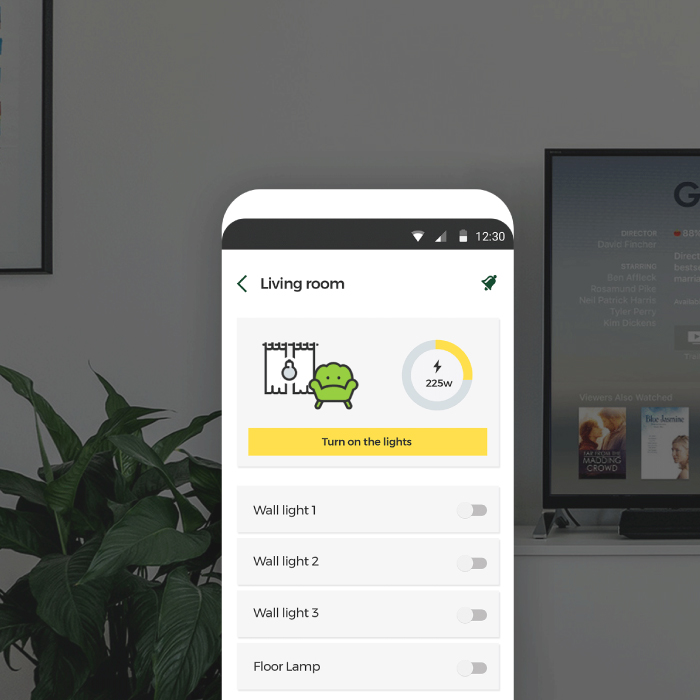 12:30
Living room
225w
Turn on the lights
Wall light 1
Wall light 2
Wall light 3
Floor Lamp
G
DIRECTOR
David Fincher
88%
STARRING
Ben Affleck
Rosamund Pike
Neil Patrick Harris
Tyler Perry
Kim Dickens
Viewers Also Watched
FAR FROM THE
MADDING
CROWD
Blue Jasmine